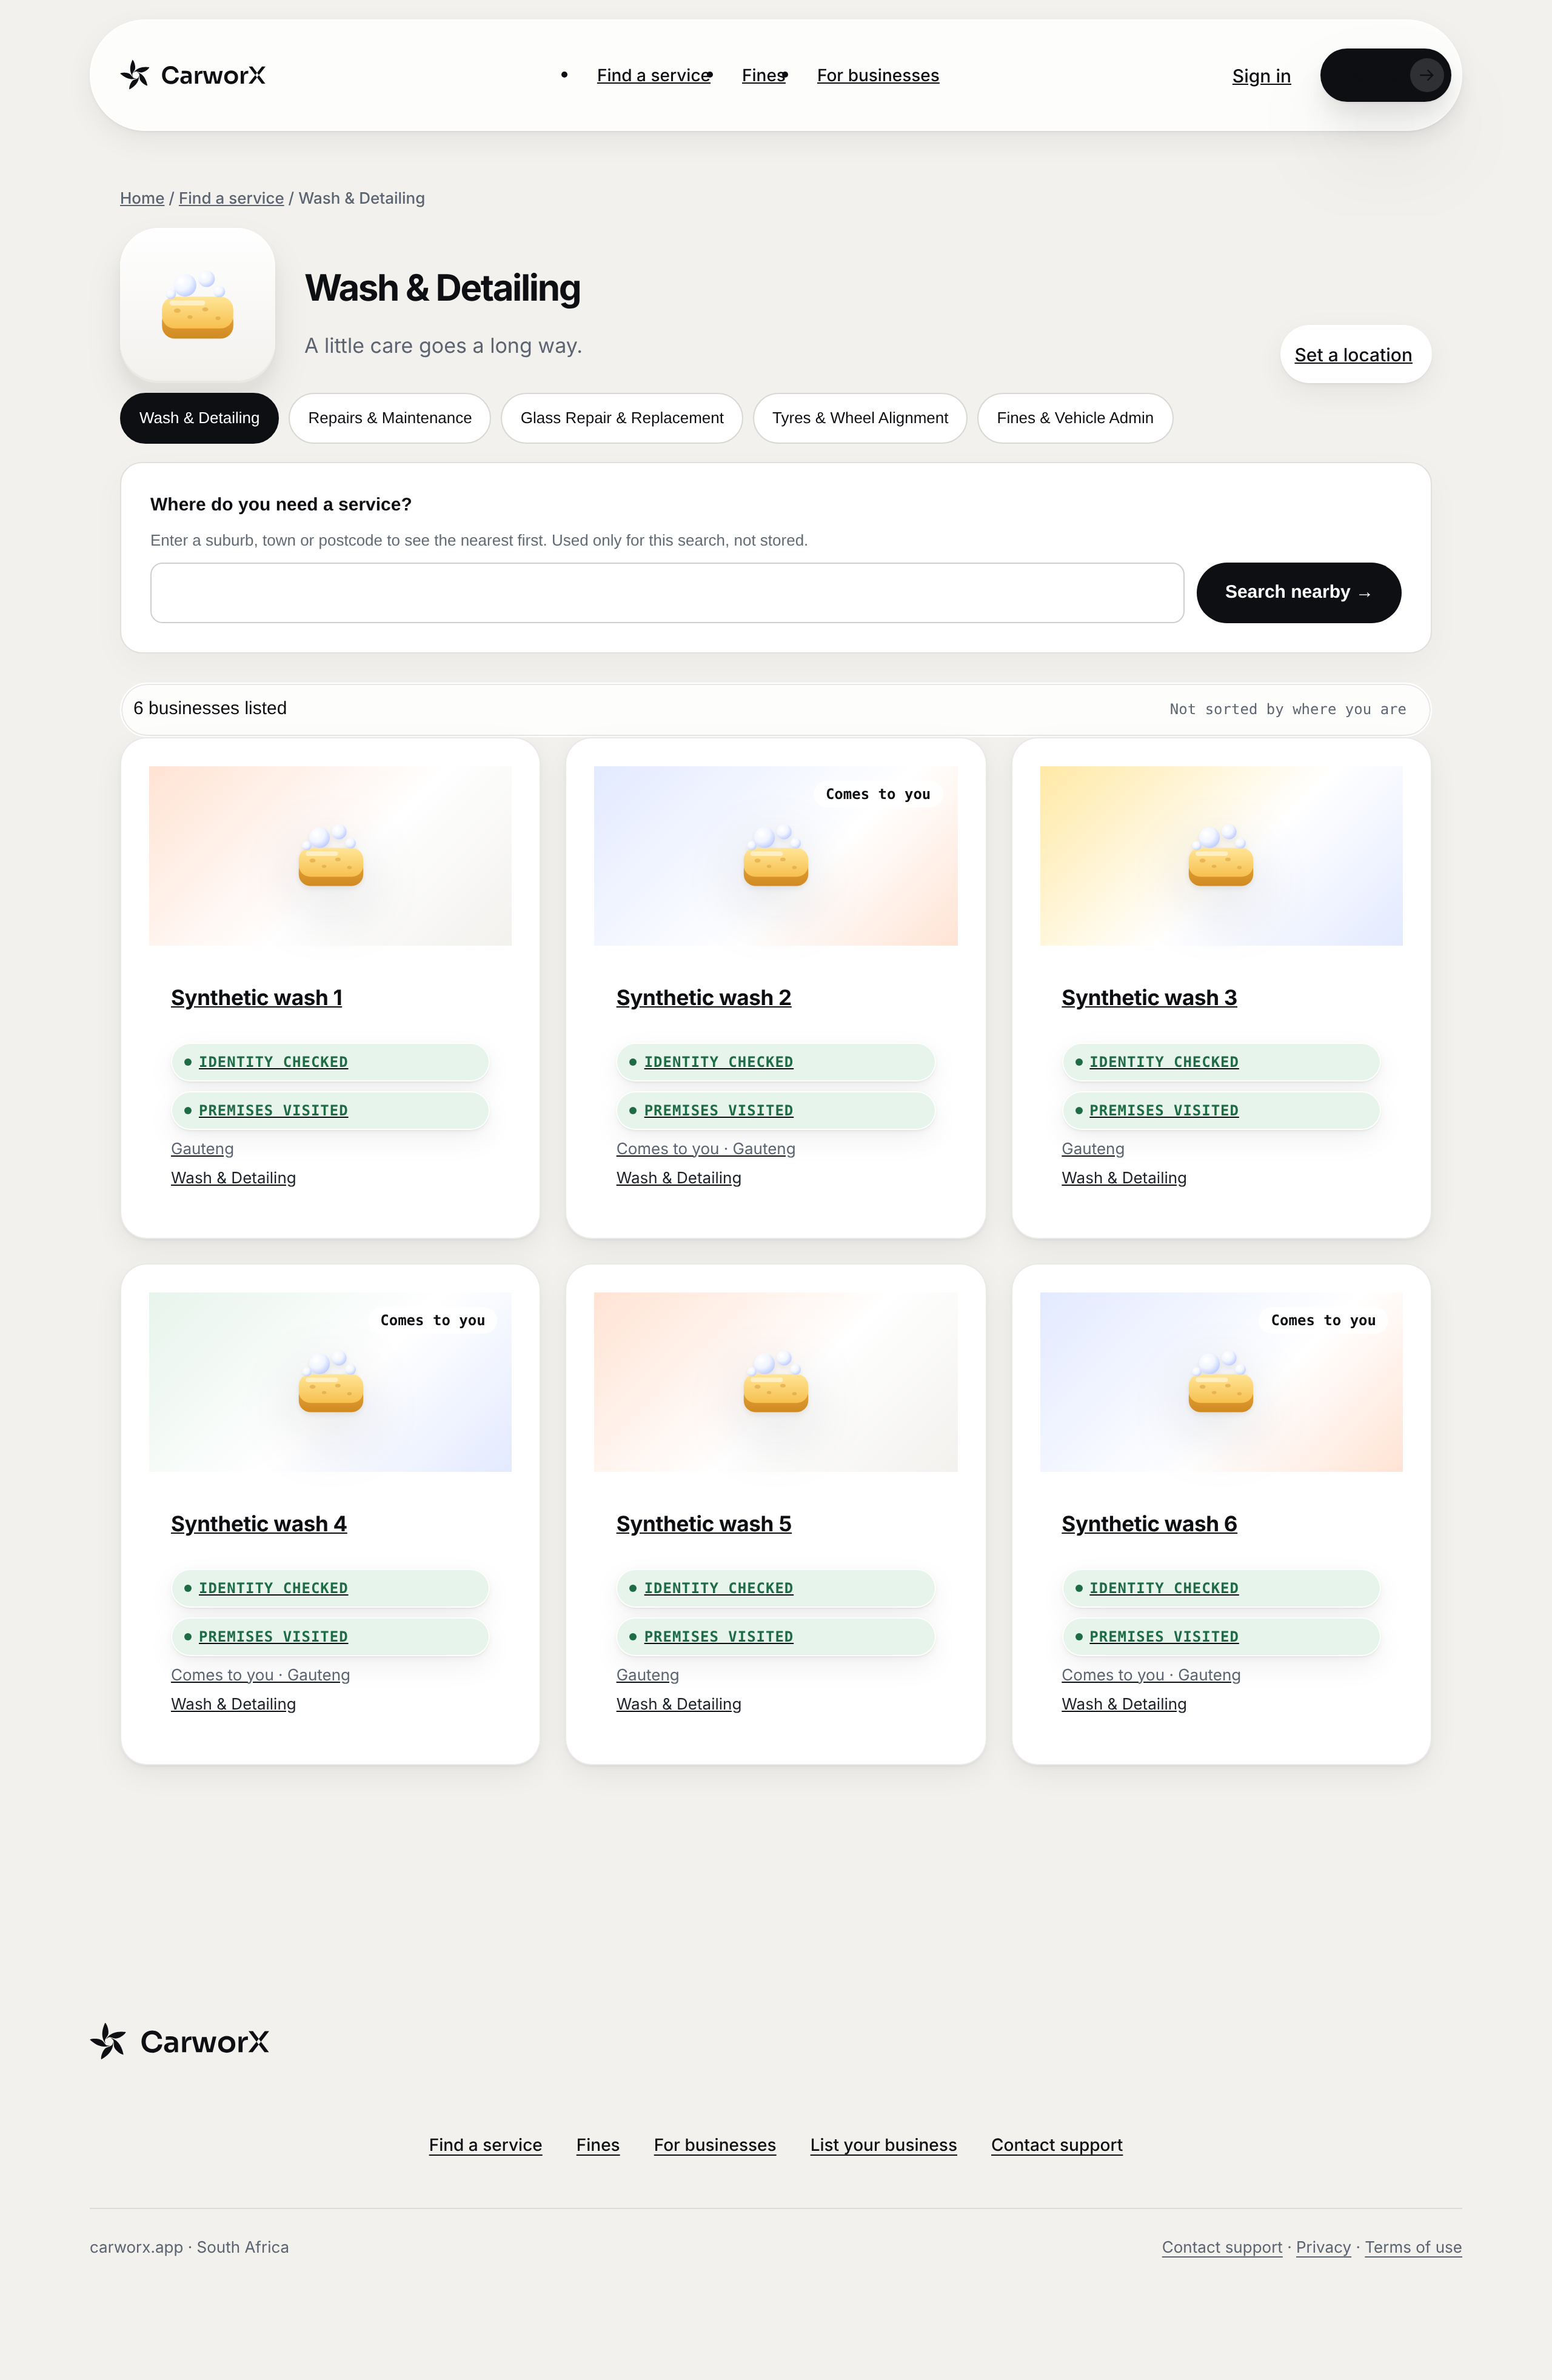 CarworX
Find a service Fines For businesses
Sign in
Home / Find a service / Wash & Detailing
Wash & Detailing
A little care goes a long way.
Set a location
Wash & Detailing Repairs & Maintenance Glass Repair & Replacement Tyres & Wheel Alignment Fines & Vehicle Admin
Where do you need a service?
Enter a suburb, town or postcode to see the nearest first. Used only for this search, not stored.
Search nearby →
6 businesses listed
Not sorted by where you are
Synthetic wash 1
IDENTITY CHECKED
PREMISES VISITED
Gauteng
Wash & Detailing
Comes to you
Synthetic wash 2
IDENTITY CHECKED
PREMISES VISITED
Comes to you · Gauteng
Wash & Detailing
Synthetic wash 3
IDENTITY CHECKED
PREMISES VISITED
Gauteng
Wash & Detailing
Comes to you
Synthetic wash 4
IDENTITY CHECKED
PREMISES VISITED
Comes to you · Gauteng
Wash & Detailing
Synthetic wash 5
IDENTITY CHECKED
PREMISES VISITED
Gauteng
Wash & Detailing
Comes to you
Synthetic wash 6
IDENTITY CHECKED
PREMISES VISITED
Comes to you · Gauteng
Wash & Detailing
CarworX
Find a service Fines For businesses List your business Contact support
carworx.app · South Africa
Contact support · Privacy · Terms of use